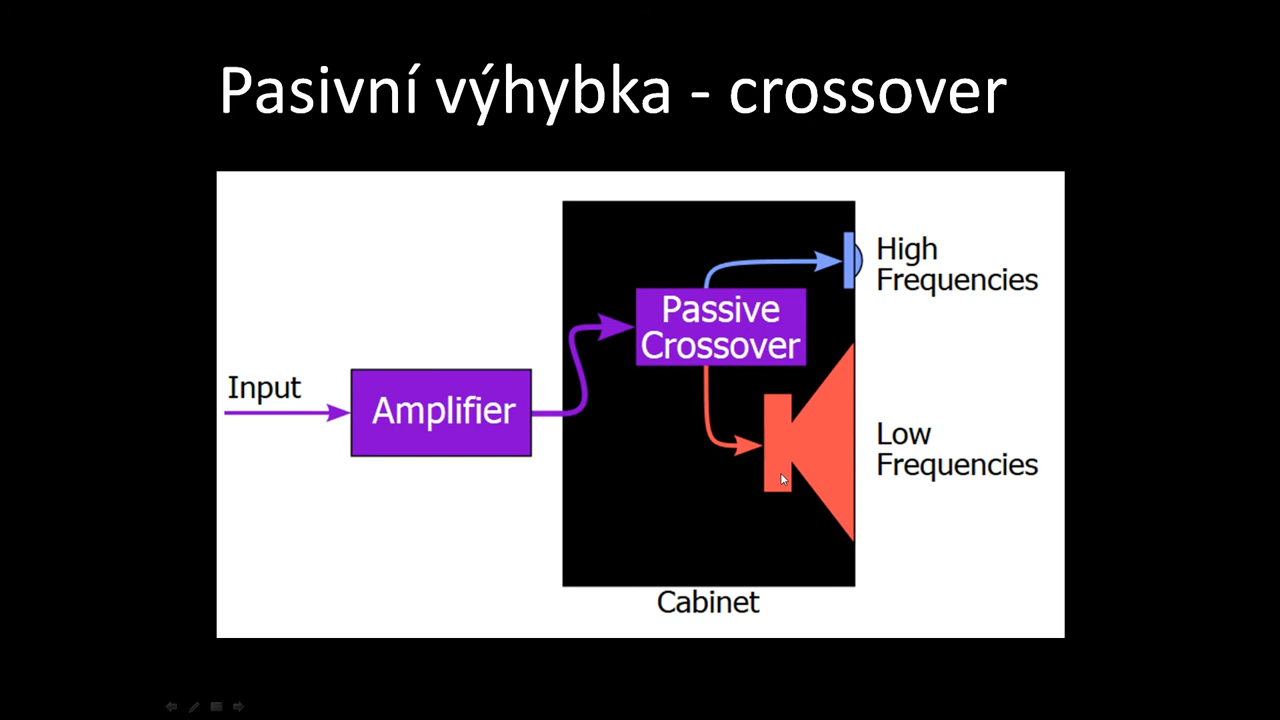 Pasivní výhybka - crossover
High
Frequencies
Passive
Crossover
Input
Amplifier
Low
Frequencies
Cabinet